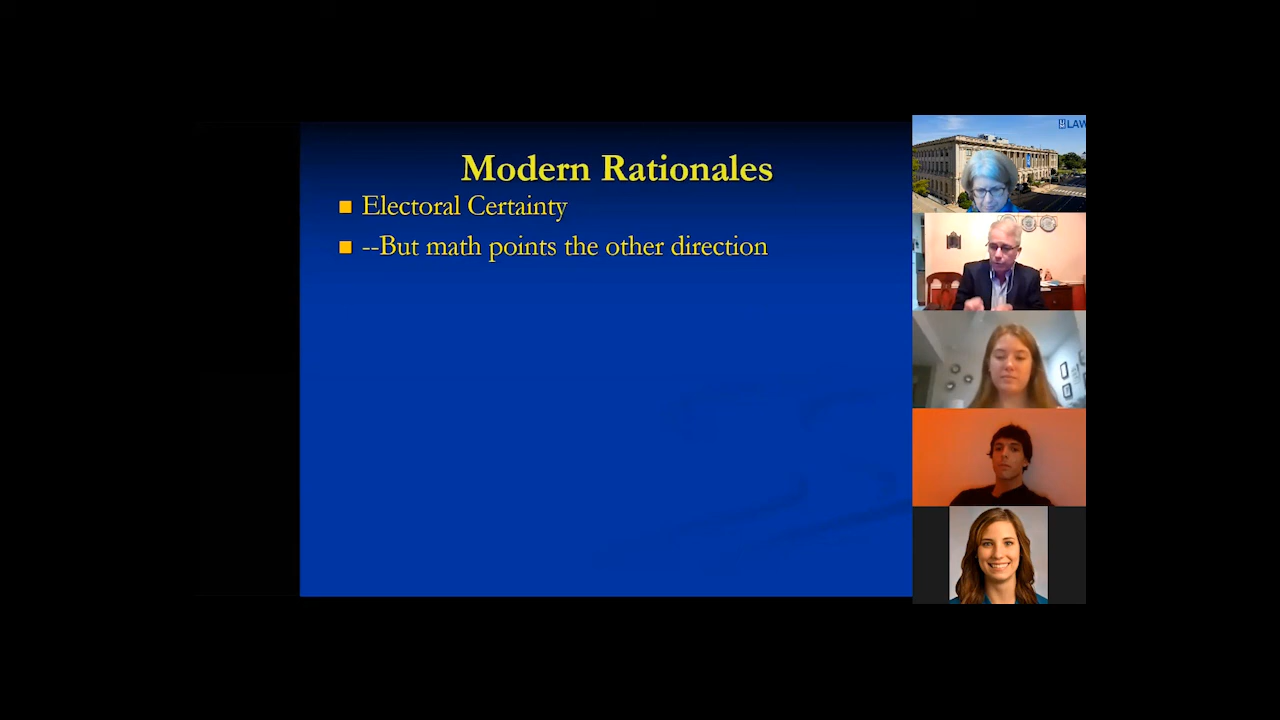 Modern Rationales
Electoral Certainty
--But math points the other direction
LAW